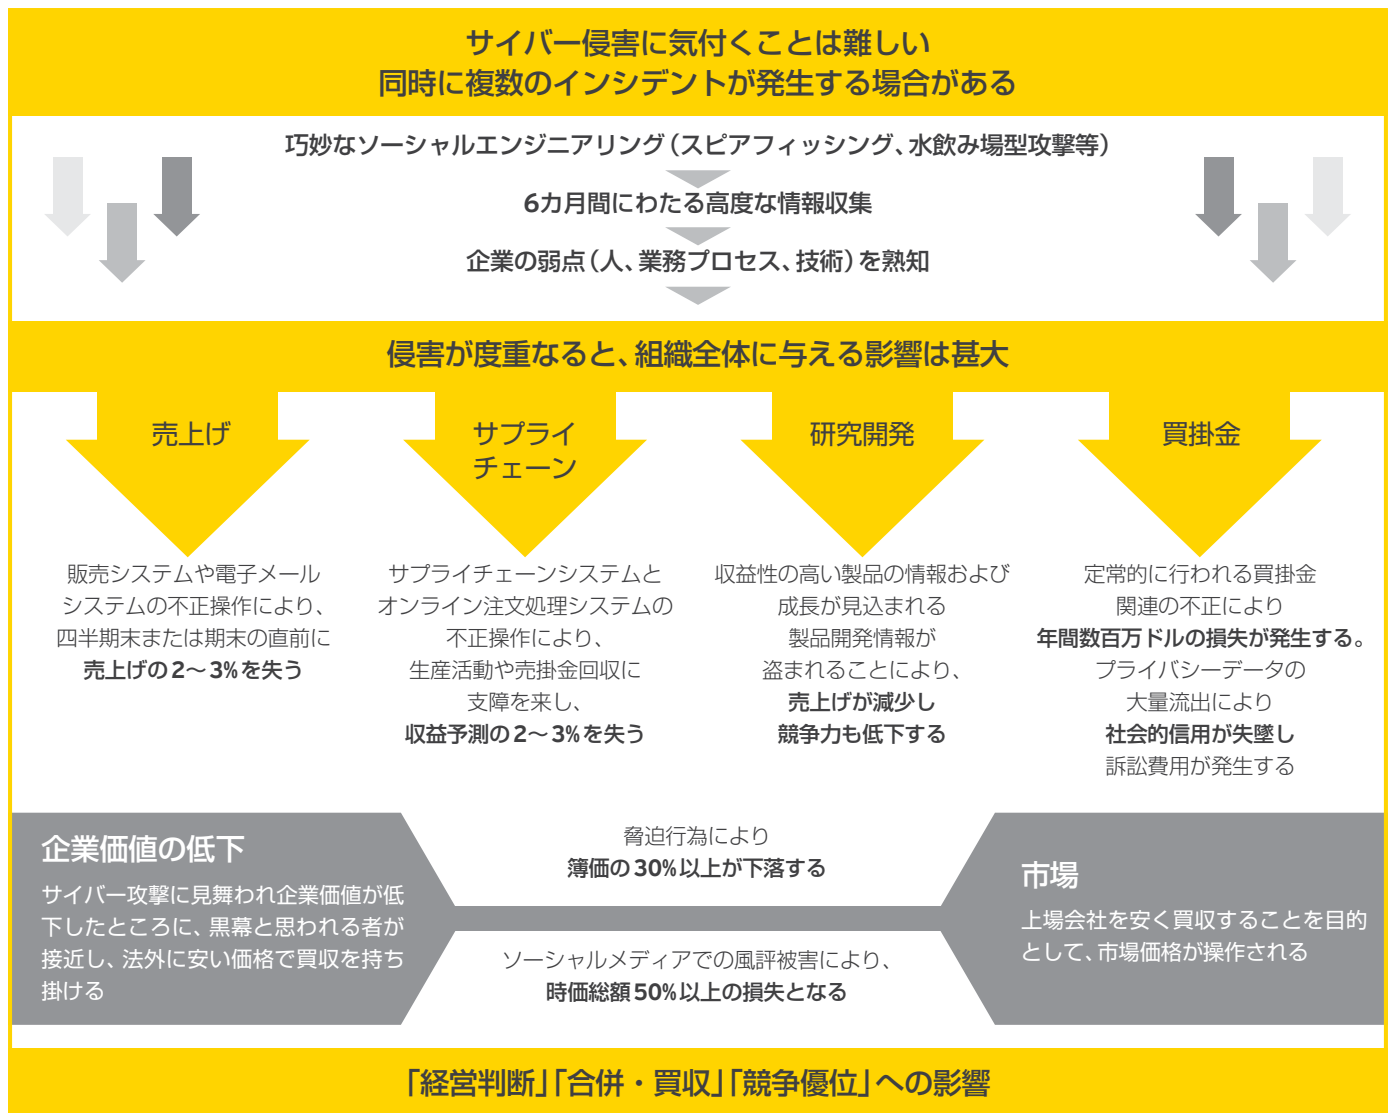 サイバー侵害に気付くことは難しい
同時に複数のインシデントが発生する場合がある
巧妙なソーシャルエンジニアリング（スピアフィッシング、水飲み場型攻撃等）
6カ月間にわたる高度な情報収集
企業の弱点（人、業務プロセス、技術）を熟知
侵害が度重なると、組織全体に与える影響は甚大
売上げ
販売システムや電子メール
システムの不正操作により、
四半期末または期末の直前に
売上げの2～3%を失う
サプライ
チェーン
サプライチェーンシステムと
オンライン注文処理システムの
不正操作により、
生産活動や売掛金回収に
支障を来し、
収益予測の2～3%を失う
研究開発
収益性の高い製品の情報および
成長が見込まれる
製品開発情報が
盗まれることにより、
売上げが減少し
競争力も低下する
買掛金
定常的に行われる買掛金
関連の不正により
年間数百万ドルの損失が発生する。
プライバシーデータの
大量流出により
社会的信用が失墜し
訴訟費用が発生する
企業価値の低下
サイバー攻撃に見舞われ企業価値が低
下したところに、黒幕と思われる者が
接近し、法外に安い価格で買収を持ち
掛ける
脅迫行為により
簿価の30%以上が下落する
ソーシャルメディアでの風評被害により、
時価総額50%以上の損失となる
市場
上場会社を安く買収することを目的
として、市場価格が操作される
「経営判断」「合併・買収」「競争優位」への影響